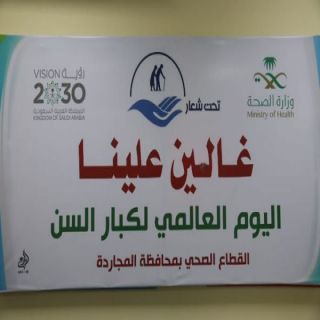 رؤية VISION
2030
المملكة العربية السعودية
KINGDOM OF SAUDI ARABIA
تحت شعار
وزارة الصحة
Ministry of Health
غالين علينا
اليوم العالمي لكبار السن
القطاع الصحي بمحافظة المجاردة